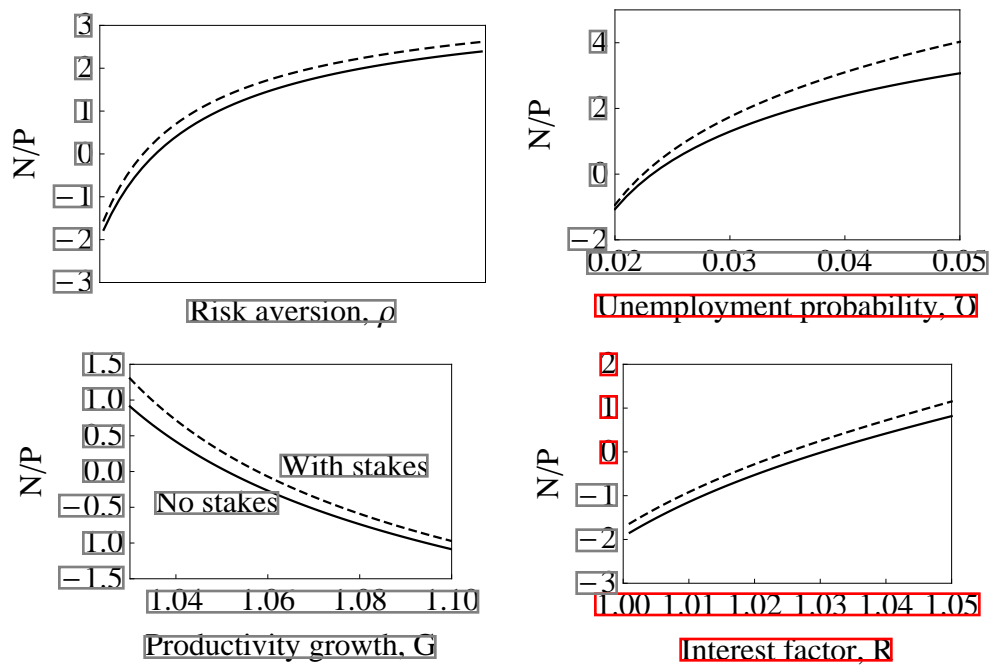 3
2
1
0
−1
−2
−3
N/P
Risk aversion, ρ
4
2
0
−2
N/P
0.02 0.03 0.04 0.05
Unemployment probability, ℧
1.5
1.0
0.5
0.0
−0.5
1.0
−1.5
N/P
With stakes
No stakes
1.04 1.06 1.08 1.10
Productivity growth, G
2
1
0
−1
−2
−3
N/P
1.00 1.01 1.02 1.03 1.04 1.05
Interest factor, R